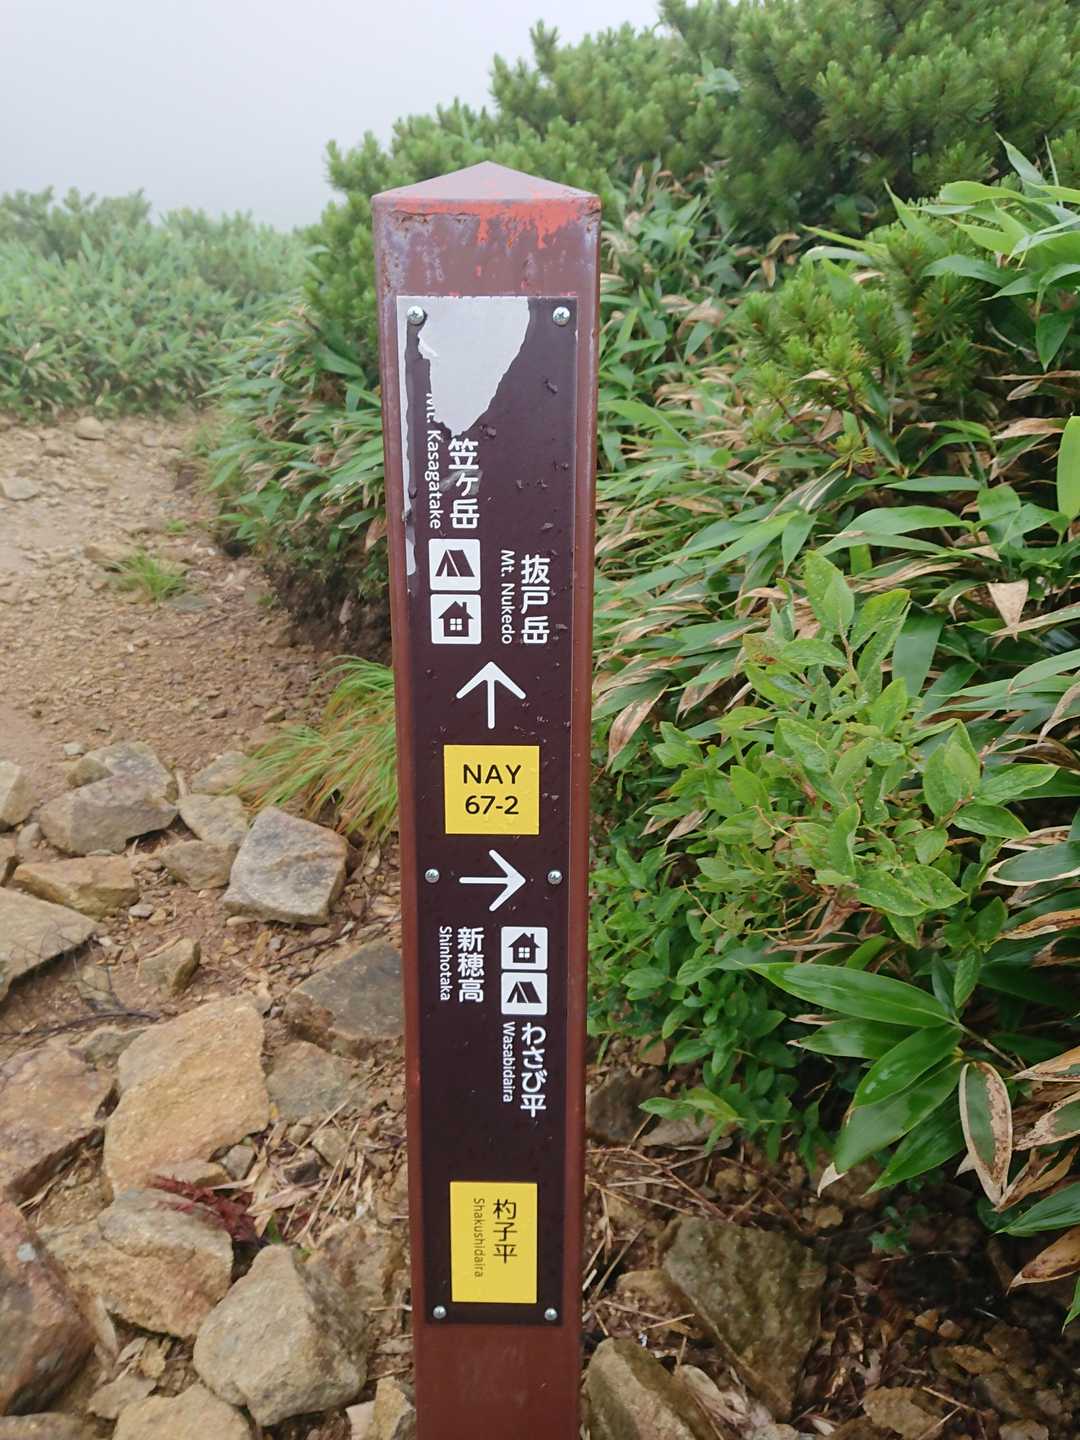 抜戸岳
Mt. Nukedo
笠ヶ岳
Mt. Kasagatake
NAY
67-2
わさび平
Wasabidaira
新穂高
Shinhotaka
杓子平
Shakushidaira